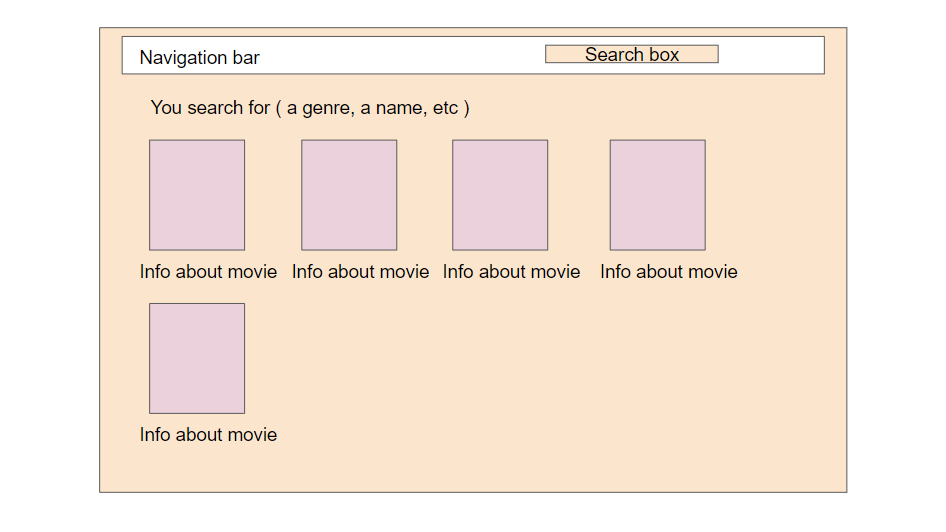 Navigation bar
Search box
You search for ( a genre, a name, etc )
Info about movie
Info about movie
Info about movie
Info about movie
Info about movie